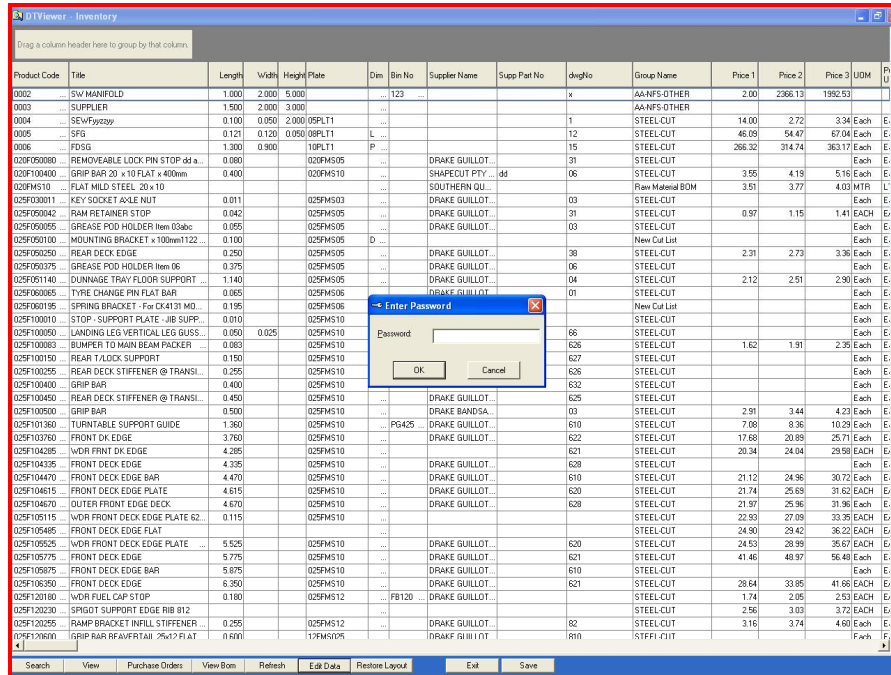 DTViewer - Inventory
Drag a column header here to group by that column.
Product Code Title Length Width Height Plate Dim Bin No Supplier Name Supp Part No dwgNo Group Name Price 1 Price 2 Price 3 UOM
0002 ... SW MANIFOLD 1.000 2.000 5.000 ... 123 ... x AA-NFS-OTHER 2.00 2366.13 1992.53
0003 ... SUPPLIER 1.500 2.000 3.000 ... AA-NFS-OTHER
0004 ... SEWFyyzzyy 0.100 0.050 2.000 05PLT1 ... 1 STEEL-CUT 14.00 2.72 3.34 Each
0005 ... SFG 0.121 0.120 0.050 08PLT1 L ... 12 STEEL-CUT 46.09 54.47 67.04 Each
0006 ... FDSG 1.300 0.900 10PLT1 P ... 15 STEEL-CUT 266.32 314.74 363.17 Each
020F050080 ... REMOVEABLE LOCK PIN STOP dd a... 0.080 020FMS05 ... DRAKE GUILLOT... 31 STEEL-CUT Each
020F100400 ... GRIP BAR 20 x 10 FLAT x 400mm 0.400 020FMS10 ... SHAPECUT PTY ... dd 06 STEEL-CUT 3.55 4.19 5.16 Each
020FMS10 ... FLAT MILD STEEL 20 x 10 ... SOUTHERN QU... Raw Material BOM 3.51 3.77 4.03 MTR
025F030011 ... KEY SOCKET AXLE NUT 0.011 025FMS03 ... DRAKE GUILLOT... 03 STEEL-CUT Each
025F050042 ... RAM RETAINER STOP 0.042 025FMS05 ... DRAKE GUILLOT... 31 STEEL-CUT 0.97 1.15 1.41 EACH
025F050055 ... GREASE POD HOLDER Item 03abc 0.055 025FMS05 ... DRAKE GUILLOT... 03 STEEL-CUT Each
025F050100 ... MOUNTING BRACKET x 100mm1122 ... 0.100 025FMS05 D ... New Cut List Each
025F050250 ... REAR DECK EDGE 0.250 025FMS05 ... DRAKE GUILLOT... 38 STEEL-CUT 2.31 2.73 3.36 Each
025F050375 ... GREASE POD HOLDER Item 06 0.375 025FMS05 ... DRAKE GUILLOT... 06 STEEL-CUT Each
025F051140 ... DUNNAGE TRAY FLOOR SUPPORT ... 1.140 025FMS05 ... DRAKE GUILLOT... 04 STEEL-CUT 2.12 2.51 2.90 Each
025F060065 ... TYRE CHANGE PIN FLAT BAR 0.065 025FMS06 ... DRAKE GUILLOT... 01 STEEL-CUT Each
025F060195 ... SPRING BRACKET - For CK4131 MO... 0.195 025FMS06 New Cut List Each
025F100010 ... STOP - SUPPORT PLATE - JIB SUPP... 0.010 025FMS10 STEEL-CUT Each
025F100050 ... LANDING LEG VERTICAL LEG GUSS... 0.050 0.025 025FMS10 66 STEEL-CUT Each
025F100083 ... BUMPER TO MAIN BEAM PACKER ... 0.083 025FMS10 626 STEEL-CUT 1.62 1.91 2.35 Each
025F100150 ... REAR T/LOCK SUPPORT 0.150 025FMS10 627 STEEL-CUT Each
025F100255 ... REAR DECK STIFFENER @ TRANSI... 0.255 025FMS10 626 STEEL-CUT Each
025F100400 ... GRIP BAR 0.400 025FMS10 632 STEEL-CUT Each
025F100450 ... REAR DECK STIFFENER @ TRANSI... 0.450 025FMS10 ... DRAKE GUILLOT... 625 STEEL-CUT Each
025F100500 ... GRIP BAR 0.500 025FMS10 ... DRAKE BANDSA... 03 STEEL-CUT 2.91 3.44 4.23 Each
025F101360 ... TURNTABLE SUPPORT GUIDE 1.360 025FMS10 ... PG425 ... DRAKE GUILLOT... 610 STEEL-CUT 7.08 8.36 10.29 Each
025F103760 ... FRONT DK EDGE 3.760 025FMS10 ... DRAKE GUILLOT... 622 STEEL-CUT 17.68 20.89 25.71 Each
025F104285 ... WDR FRNT DK EDGE 4.285 025FMS10 ... 621 STEEL-CUT 20.34 24.04 29.58 EACH
025F104335 ... FRONT DECK EDGE 4.335 025FMS10 ... DRAKE GUILLOT... 628 STEEL-CUT Each
025F104470 ... FRONT DECK EDGE BAR 4.470 025FMS10 ... DRAKE GUILLOT... 610 STEEL-CUT 21.12 24.96 30.72 Each
025F104615 ... FRONT DECK EDGE PLATE 4.615 025FMS10 ... DRAKE GUILLOT... 620 STEEL-CUT 21.74 25.69 31.62 EACH
025F104670 ... OUTER FRONT EDGE DECK 4.670 025FMS10 ... DRAKE GUILLOT... 628 STEEL-CUT 21.97 25.96 31.96 Each
025F105115 ... WDR FRONT DECK EDGE PLATE 62... 0.115 025FMS10 ... STEEL-CUT 22.93 27.09 33.35 EACH
025F105485 ... FRONT DECK EDGE FLAT ... STEEL-CUT 24.90 29.42 36.22 EACH
025F105525 ... WDR FRONT DECK EDGE PLATE ... 5.525 025FMS10 ... DRAKE GUILLOT... 620 STEEL-CUT 24.53 28.99 35.67 EACH
025F105775 ... FRONT DECK EDGE 5.775 025FMS10 ... DRAKE GUILLOT... 621 STEEL-CUT 41.46 48.97 56.48 Each
025F105875 ... FRONT DECK EDGE BAR 5.875 025FMS10 ... DRAKE GUILLOT... 610 STEEL-CUT Each
025F106350 ... FRONT DECK EDGE 6.350 025FMS10 ... DRAKE GUILLOT... 621 STEEL-CUT 28.64 33.85 41.66 EACH
025F120180 ... WDR FUEL CAP STOP 0.180 025FMS12 ... FB120 ... DRAKE GUILLOT... STEEL-CUT 1.74 2.05 2.53 EACH
025F120230 ... SPIGOT SUPPORT EDGE RIB 812 ... STEEL-CUT 2.56 3.03 3.72 EACH
025F120255 ... RAMP BRACKET INFILL STIFFENER ... 0.255 025FMS12 ... DRAKE GUILLOT... 82 STEEL-CUT 3.16 3.74 4.60 Each
025F120600 ... GRIP BAR BEAVERTAIL 25x12 FLAT 0.600 12FMS025 ... DRAKE GUILLOT 810 STEEL-CUT Each
Enter Password
Password:
OK Cancel
Search View Purchase Orders View Bom Refresh Edit Data Restore Layout Exit Save